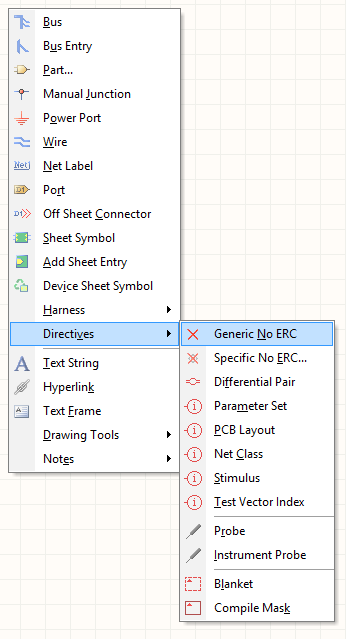 Bus
Bus Entry
Part...
Manual Junction
Power Port
Wire
Net Label
Port
Off Sheet Connector
Sheet Symbol
Add Sheet Entry
Device Sheet Symbol
Harness
Directives
Text String
Hyperlink
Text Frame
Drawing Tools
Notes
Generic No ERC
Specific No ERC...
Differential Pair
Parameter Set
PCB Layout
Net Class
Stimulus
Test Vector Index
Probe
Instrument Probe
Blanket
Compile Mask